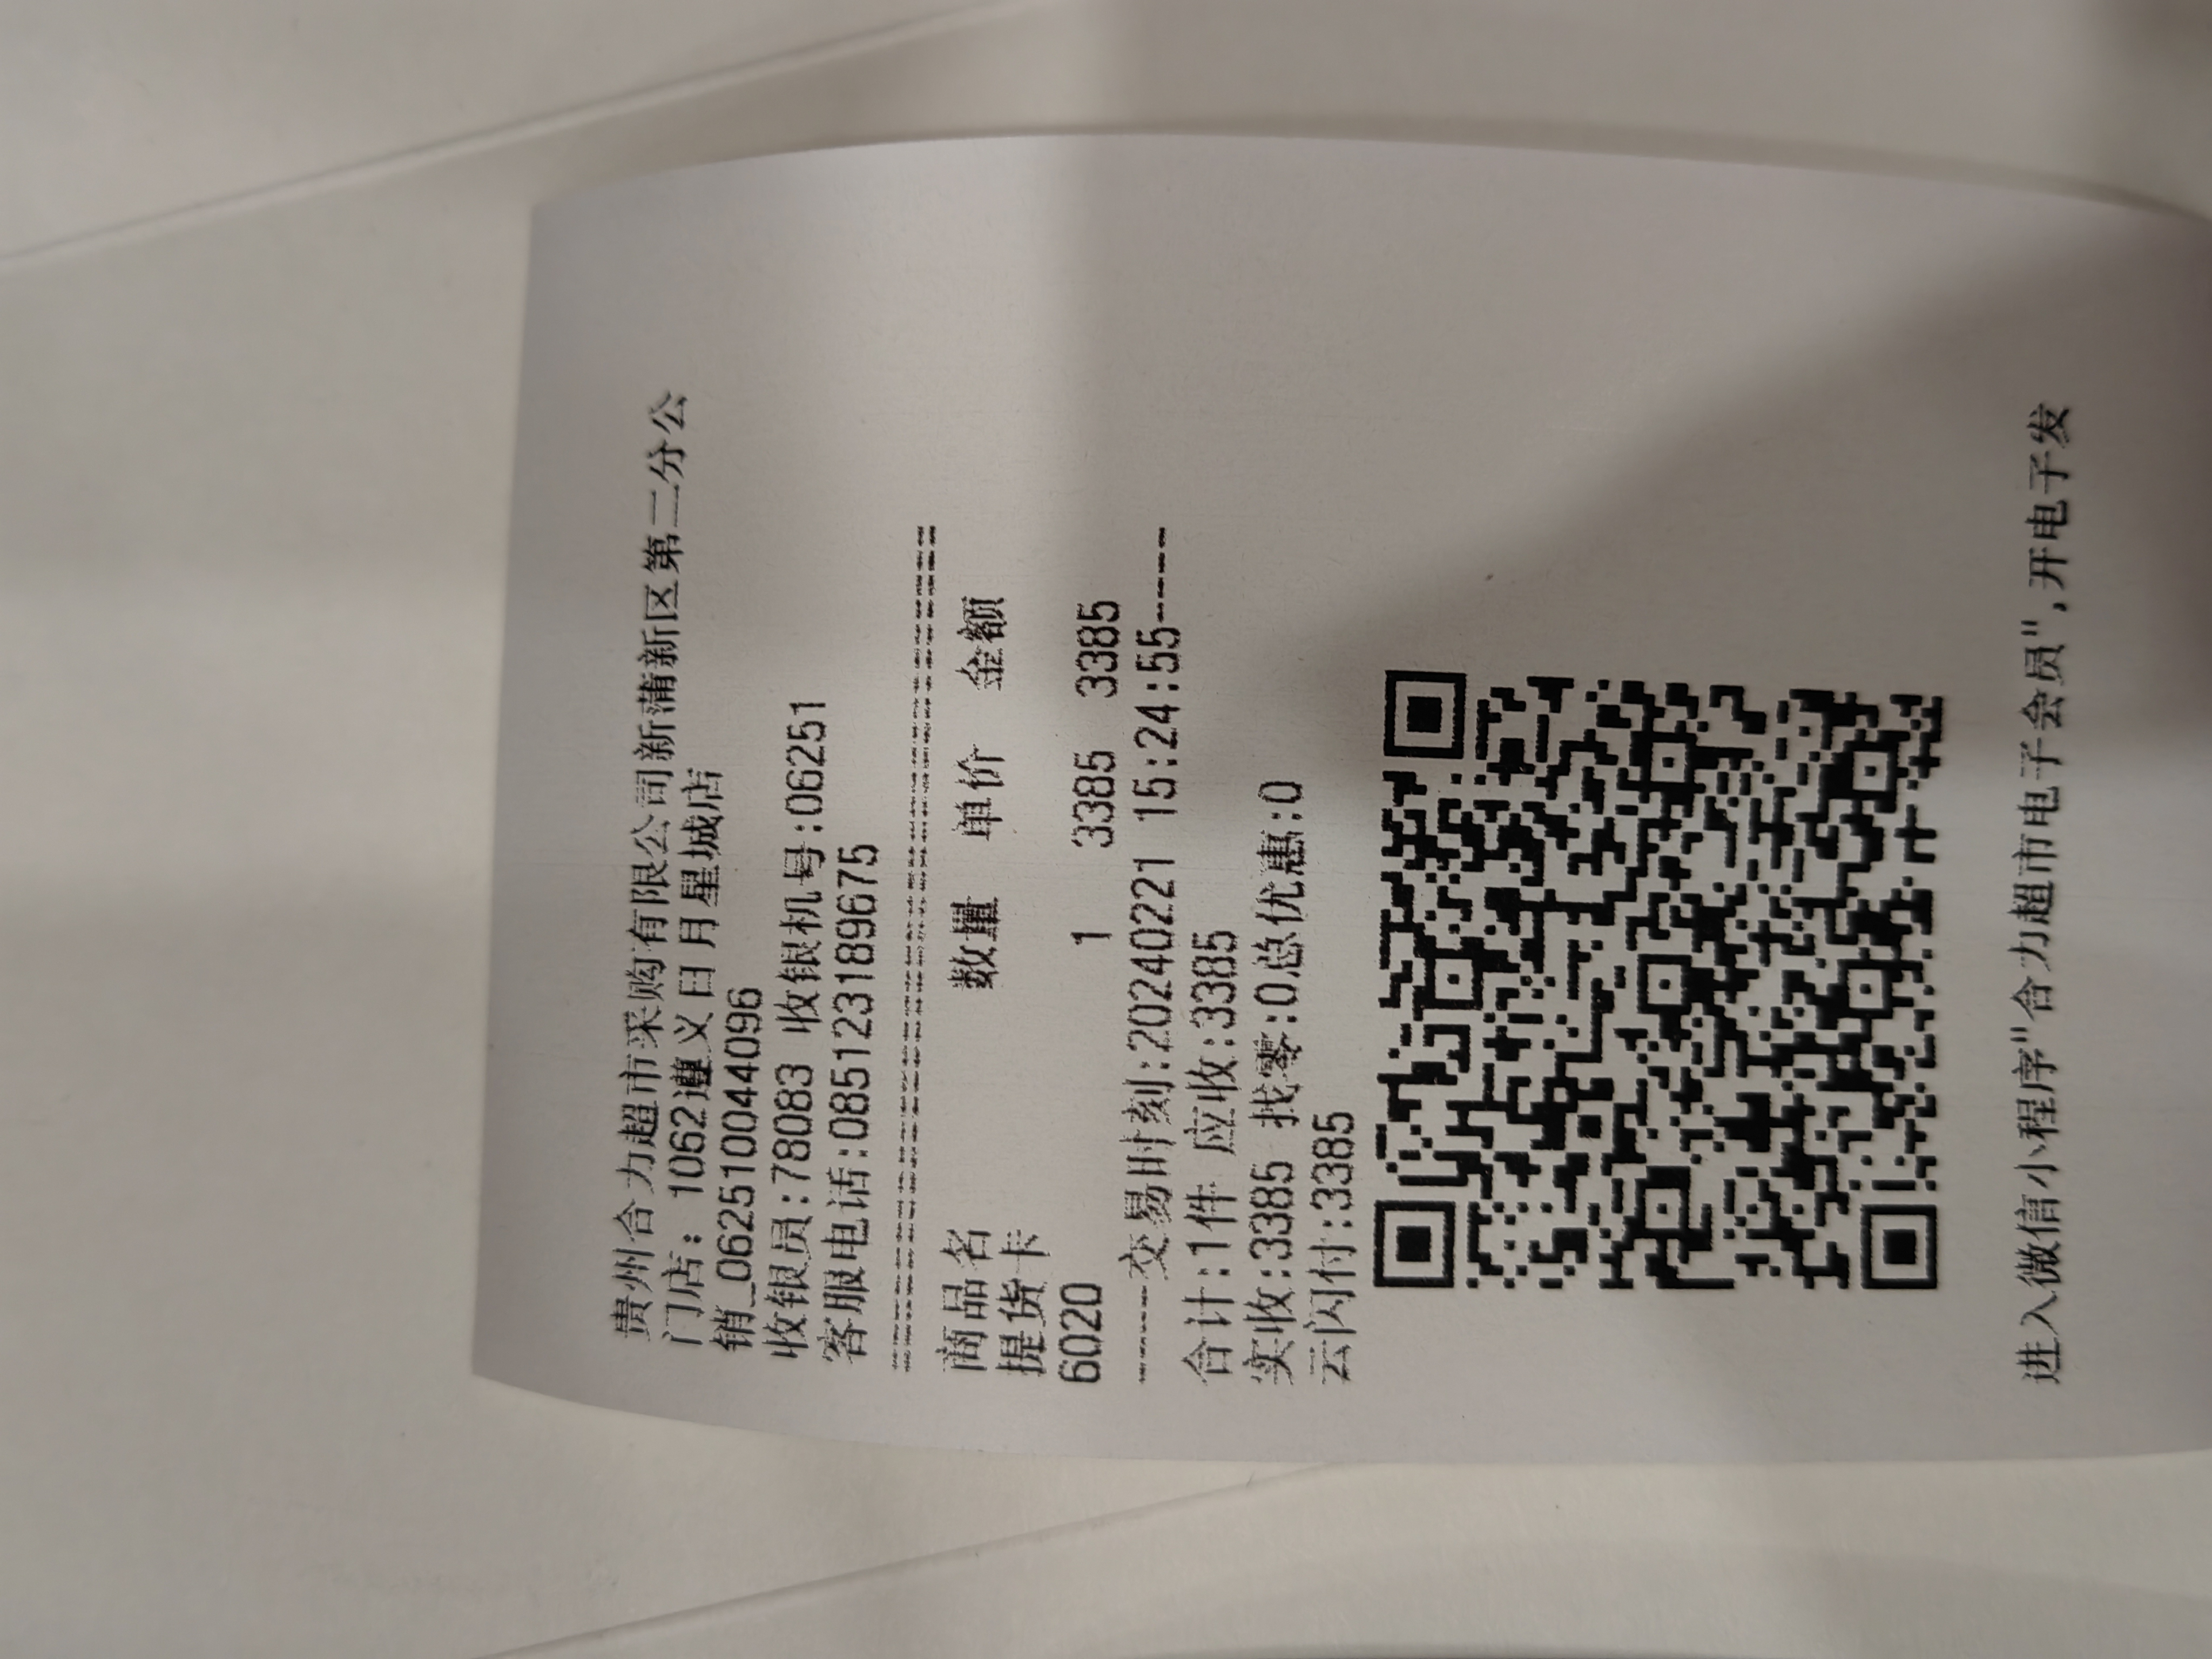 贵州合力超市采购有限公司新蒲新区第二分公
门店：1062遵义日月星城店
销_062510044096
收银员:78083 收银机号:06251
客服电话:085123189675
================================
商品名 数量 单价 金额
提货卡
6020 1 3385 3385
-----交易时刻:20240221 15:24:55-----
合计:1件 应收:3385
实收:3385 找零:0总优惠:0
云闪付:3385
进入微信小程序"合力超市电子会员",开电子发